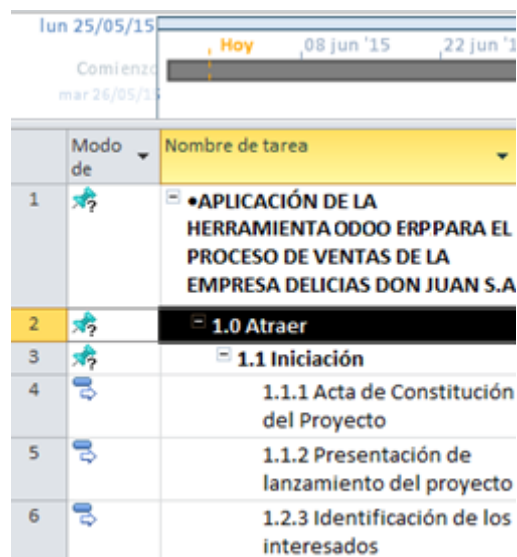 lun 25/05/15
Hoy 08 jun '15 22 jun '1
Comienzo
mar 26/05/15
Modo de
Nombre de tarea
1 •APLICACIÓN DE LA
HERRAMIENTA ODOO ERPPARA EL
PROCESO DE VENTAS DE LA
EMPRESA DELICIAS DON JUAN S.A
2 1.0 Atraer
3 1.1 Iniciación
4 1.1.1 Acta de Constitución
del Proyecto
5 1.1.2 Presentación de
lanzamiento del proyecto
6 1.2.3 Identificación de los
interesados